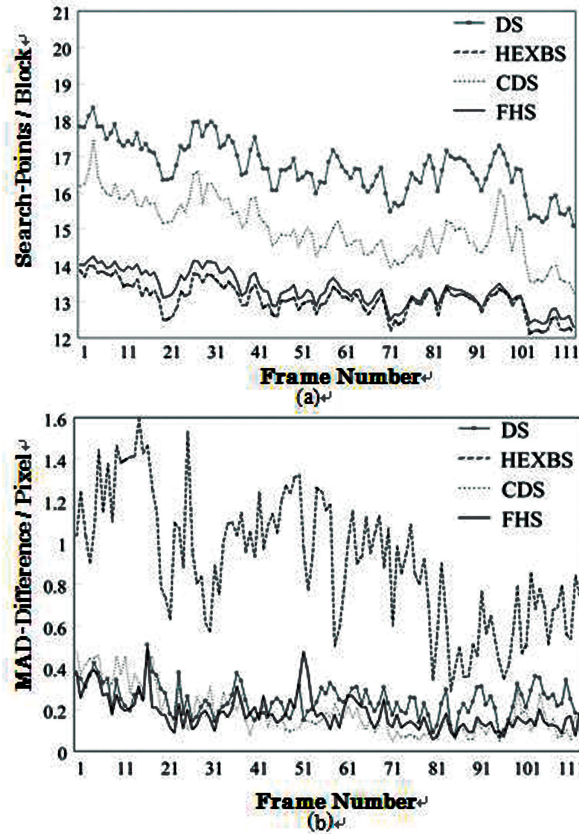 21
20
19
18
17
16
15
14
13
12
Search-Points / Block
DS
HEXBS
CDS
FHS
1 11 21 31 41 51 61 71 81 91 101 111
Frame Number
(a)
1.6
1.4
1.2
1
0.8
0.6
0.4
0.2
0
MAD-Difference / Pixel
DS
HEXBS
CDS
FHS
1 11 21 31 41 51 61 71 81 91 101 11
Frame Number
(b)